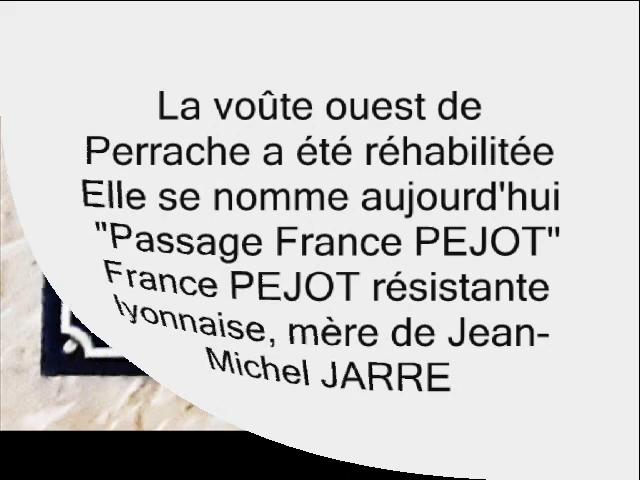 La voûte ouest de
Perrache a été réhabilitée
Elle se nomme aujourd'hui
"Passage France PEJOT"
France PEJOT résistante
lyonnaise, mère de Jean-
Michel JARRE